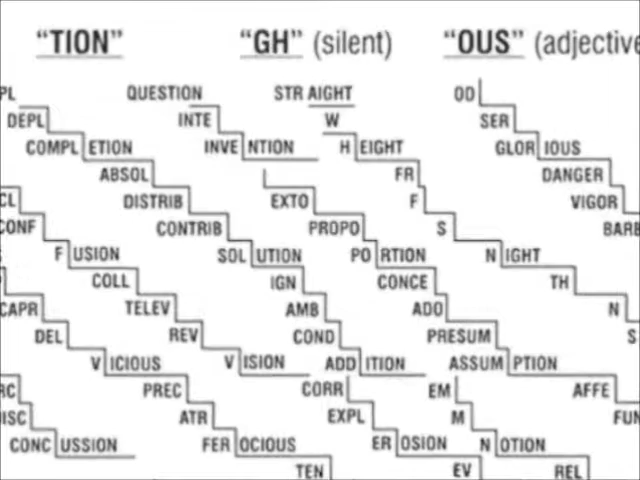 “TION” “GH” (silent) “OUS” (adjective
PL QUESTION STR AIGHT OD
DEPL INTE W SER
COMPL ETION INVE NTION H EIGHT GLOR IOUS
ABSOL FR DANGER
CL DISTRIB EXTO F VIGOR
CONF CONTRIB PROPO S BARB
F USION SOL UTION PO RTION N IGHT
COLL IGN CONCE TH
CAPR TELEV AMB ADO N
DEL REV COND PRESUM S
V ICIOUS V ISION ADD ITION ASSUM PTION
RC PREC CORR EM AFFE
ISC ATR EXPL M FUN
CONC USSION FER OCIOUS ER OSION N OTION
TEN EV REL